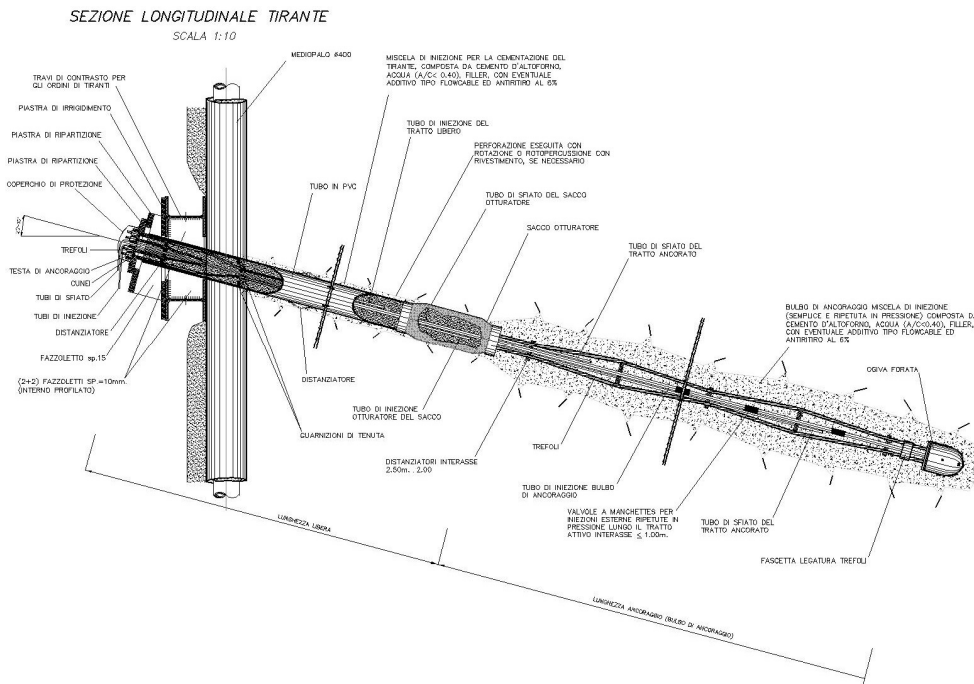 SEZIONE LONGITUDINALE TIRANTE
SCALA 1:10
MEDIOPALO ø400
MISCELA DI INIEZIONE PER LA CEMENTAZIONE DEL
TIRANTE, COMPOSTA DA CEMENTO D'ALTOFORNO,
ACQUA (A/C< 0.40), FILLER, CON EVENTUALE
ADDITIVO TIPO FLOWCABLE ED ANTIRITIRO AL 6%
TRAVI DI CONTRASTO PER
GLI ORDINI DI TIRANTI
PIASTRA DI IRRIGIDIMENTO
PIASTRA DI RIPARTIZIONE
PIASTRA DI RIPARTIZIONE
COPERCHIO DI PROTEZIONE
TUBO DI INIEZIONE DEL
TRATTO LIBERO
PERFORAZIONE ESEGUITA CON
ROTAZIONE O ROTOPERCUSSIONE CON
RIVESTIMENTO, SE NECESSARIO
TUBO IN PVC
TUBO DI SFIATO DEL SACCO
OTTURATORE
SACCO OTTURATORE
TUBO DI SFIATO DEL
TRATTO ANCORATO
TREFOLI
TESTA DI ANCORAGGIO
CUNEI
TUBI DI SFIATO
TUBI DI INIEZIONE
DISTANZIATORE
FAZZOLETTO sp.15
(2+2) FAZZOLETTI SP.=10mm.
(INTERNO PROFILATO)
BULBO DI ANCORAGGIO MISCELA DI INIEZIONE
(SEMPLICE E RIPETUTA IN PRESSIONE) COMPOSTA DA
CEMENTO D'ALTOFORNO, ACQUA (A/C<0.40), FILLER,
CON EVENTUALE ADDITIVO TIPO FLOWCABLE ED
ANTIRITIRO AL 6%
OGIVA FORATA
DISTANZIATORE
TUBO DI INIEZIONE
OTTURATORE DEL SACCO
GUARNIZIONI DI TENUTA
TREFOLI
DISTANZIATORI INTERASSE
2.50m. 2.00
TUBO DI INIEZIONE BULBO
DI ANCORAGGIO
VALVOLE A MANCHETTES PER
INIEZIONI ESTERNE RIPETUTE IN
PRESSIONE LUNGO IL TRATTO
ATTIVO INTERASSE ≤ 1.00m.
TUBO DI SFIATO DEL
TRATTO ANCORATO
FASCETTA LEGATURA TREFOLI
LUNGHEZZA LIBERA
LUNGHEZZA ANCORAGGIO (BULBO DI ANCORAGGIO)